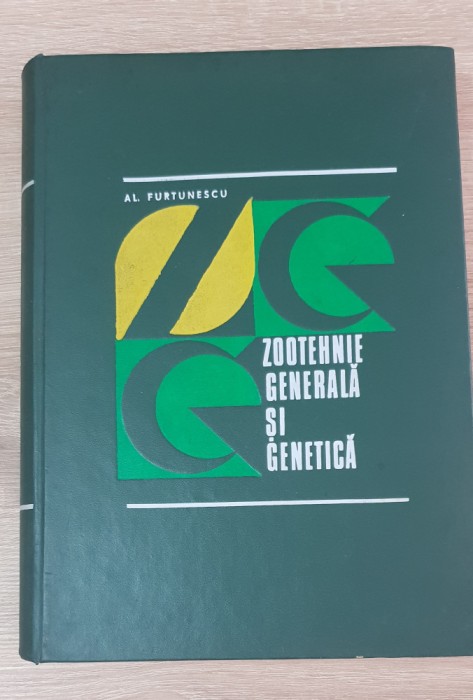 AL. FURTUNESCU
Z G
G
ZOOTEHNIE
GENERALĂ
ȘI
GENETICĂ